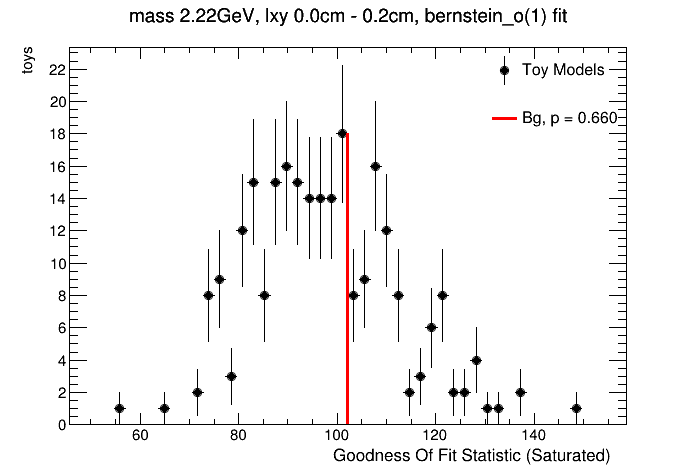 mass 2.22GeV, lxy 0.0cm - 0.2cm, bernstein_o(1) fit
toys
Toy Models
Bg, p = 0.660
22
20
18
16
14
12
10
8
6
4
2
0
60 80 100 120 140
Goodness Of Fit Statistic (Saturated)